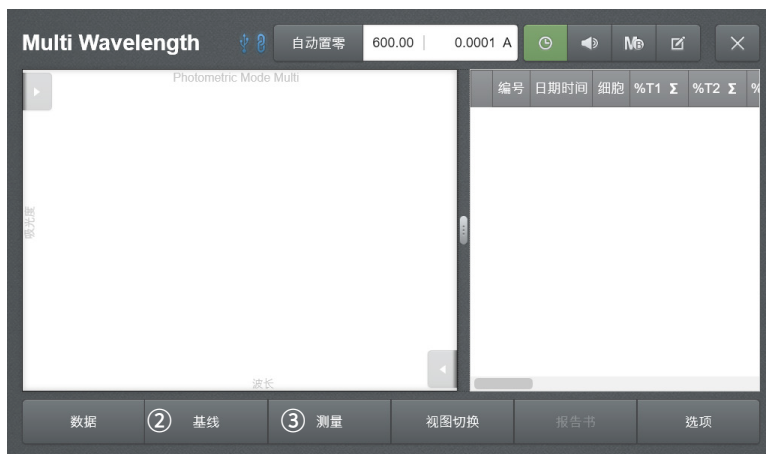 Multi Wavelength 自动置零 600.00 0.0001 A MB
Photometric Mode Multi
编号 日期时间 细胞 %T1 Σ %T2 Σ %
吸光度
波长
数据 ② 基线 ③ 测量 视图切换 报告书 选项